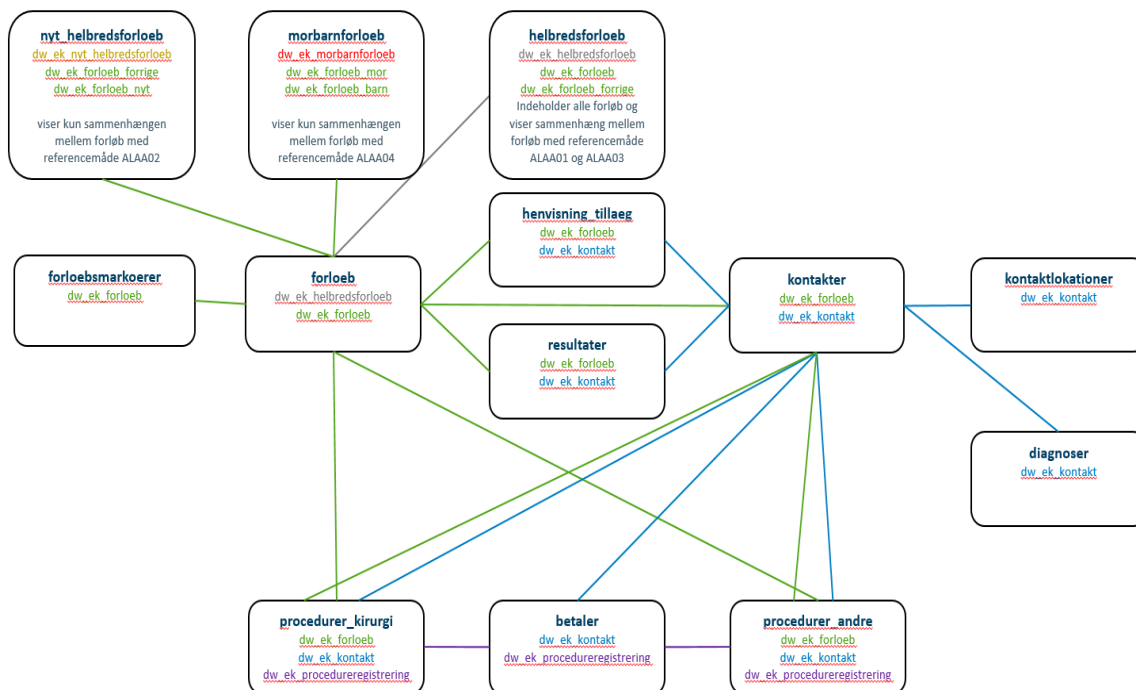 nyt_helbredsforloeb
dw_ek_nyt_helbredsforloeb
dw_ek_forloeb_forrige
dw_ek_forloeb_nyt
viser kun sammenhængen
mellem forløb med
referencemåde ALAA02
morbarnforloeb
dw_ek_morbarnforloeb
dw_ek_forloeb_mor
dw_ek_forloeb_barn
viser kun sammenhængen
mellem forløb med
referencemåde ALAA04
helbredsforloeb
dw_ek_helbredsforloeb
dw_ek_forloeb
dw_ek_forloeb_forrige
Indeholder alle forløb og
viser sammenhæng mellem
forløb med referencemåde
ALAA01 og ALAA03
henvisning_tillaeg
dw_ek_forloeb
dw_ek_kontakt
forloebsmarkoerer
dw_ek_forloeb
forloeb
dw_ek_helbredsforloeb
dw_ek_forloeb
kontakter
dw_ek_forloeb
dw_ek_kontakt
kontaktlokationer
dw_ek_kontakt
resultater
dw_ek_forloeb
dw_ek_kontakt
diagnoser
dw_ek_kontakt
procedurer_kirurgi
dw_ek_forloeb
dw_ek_kontakt
dw_ek_procedureregistrering
betaler
dw_ek_kontakt
dw_ek_procedureregistrering
procedurer_andre
dw_ek_forloeb
dw_ek_kontakt
dw_ek_procedureregistrering